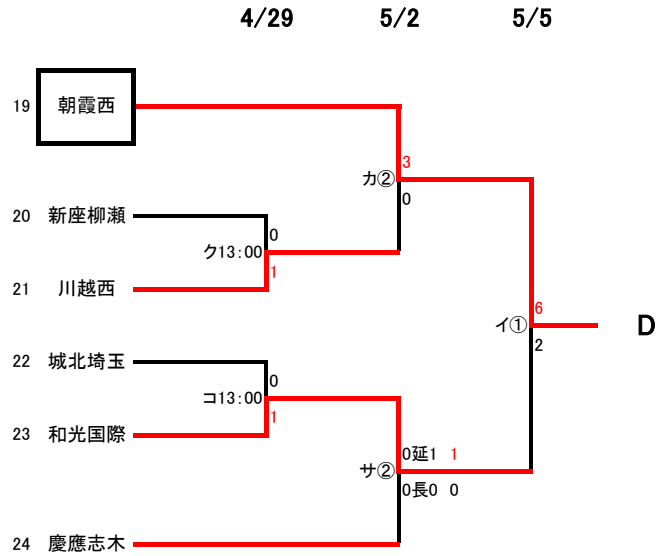 4/29 5/2 5/5
19 朝霞西
3
カ②
0
20 新座柳瀬
0
ク13:00
1
21 川越西
6
イ① D
2
22 城北埼玉
0
コ13:00
1
23 和光国際
0延1 1
サ②
0長0 0
24 慶應志木